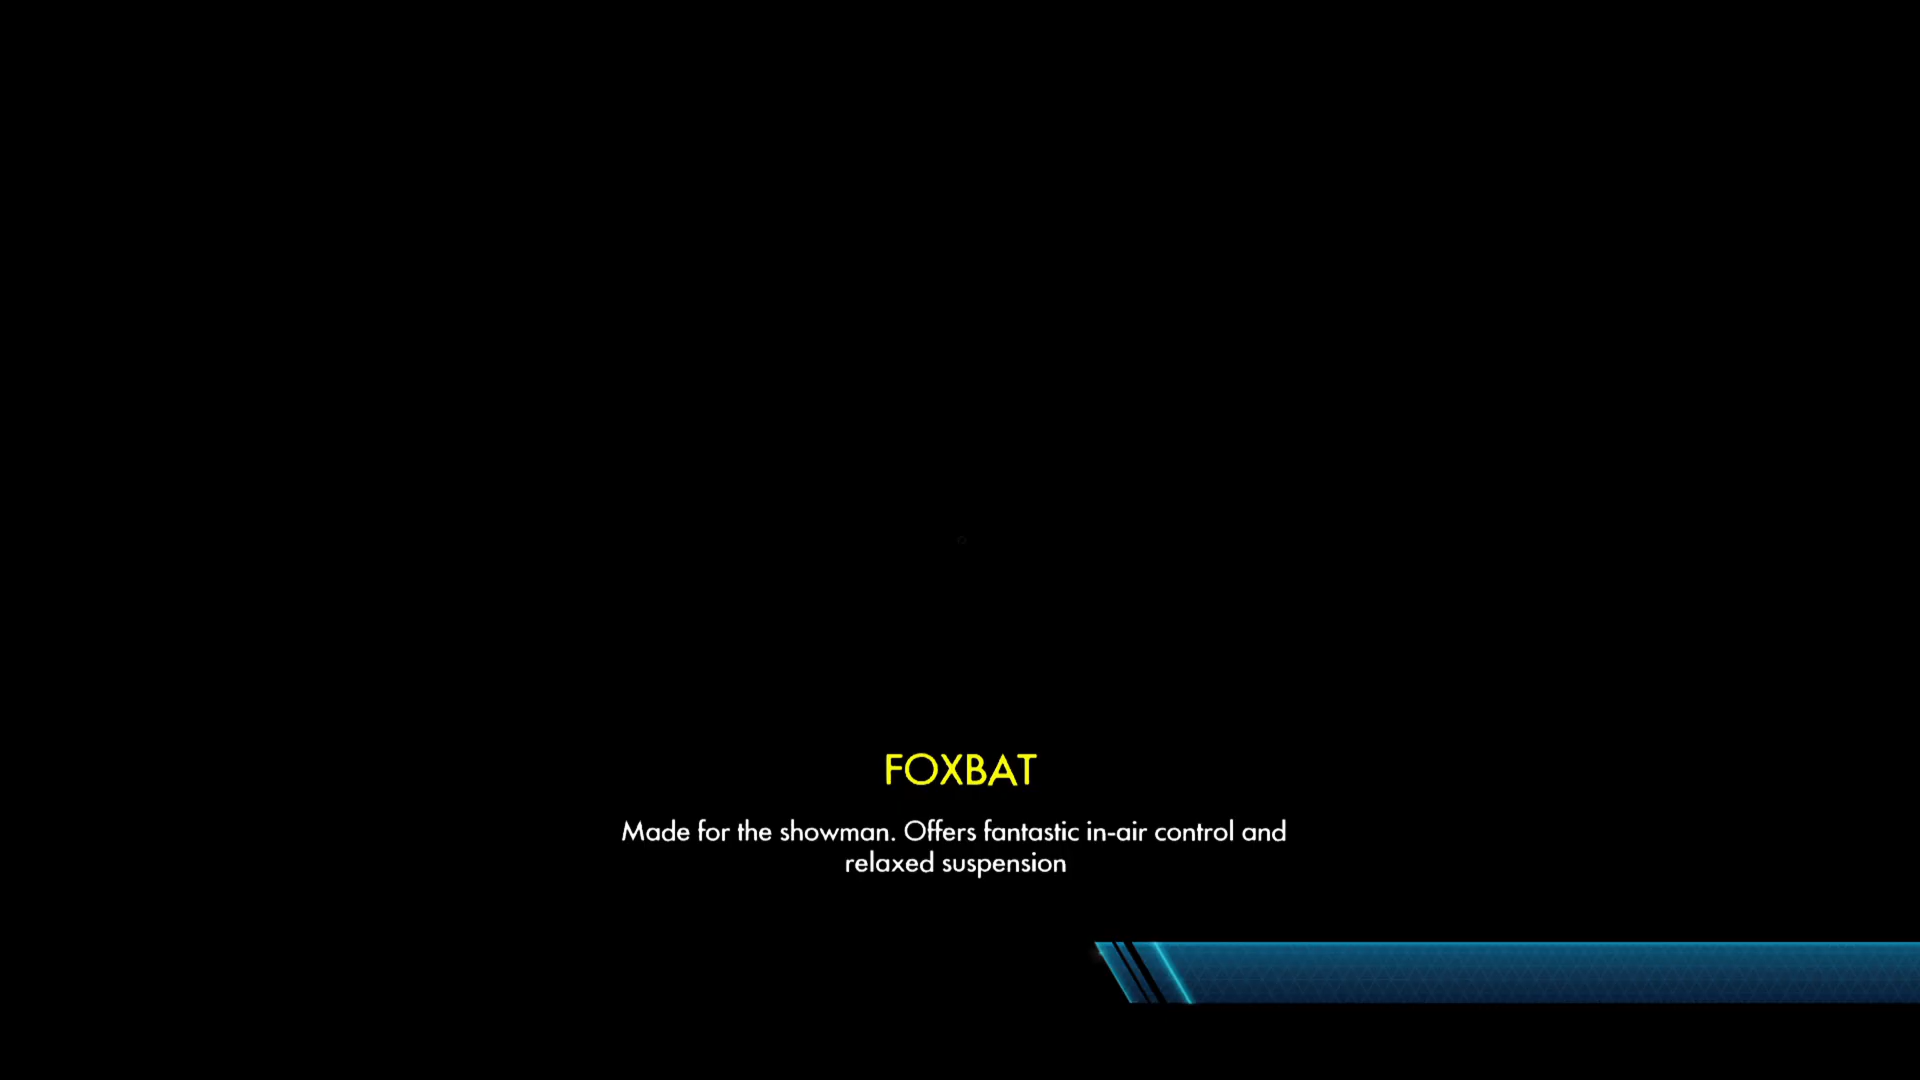 FOXBAT
Made for the showman. Offers fantastic in-air control and
relaxed suspension